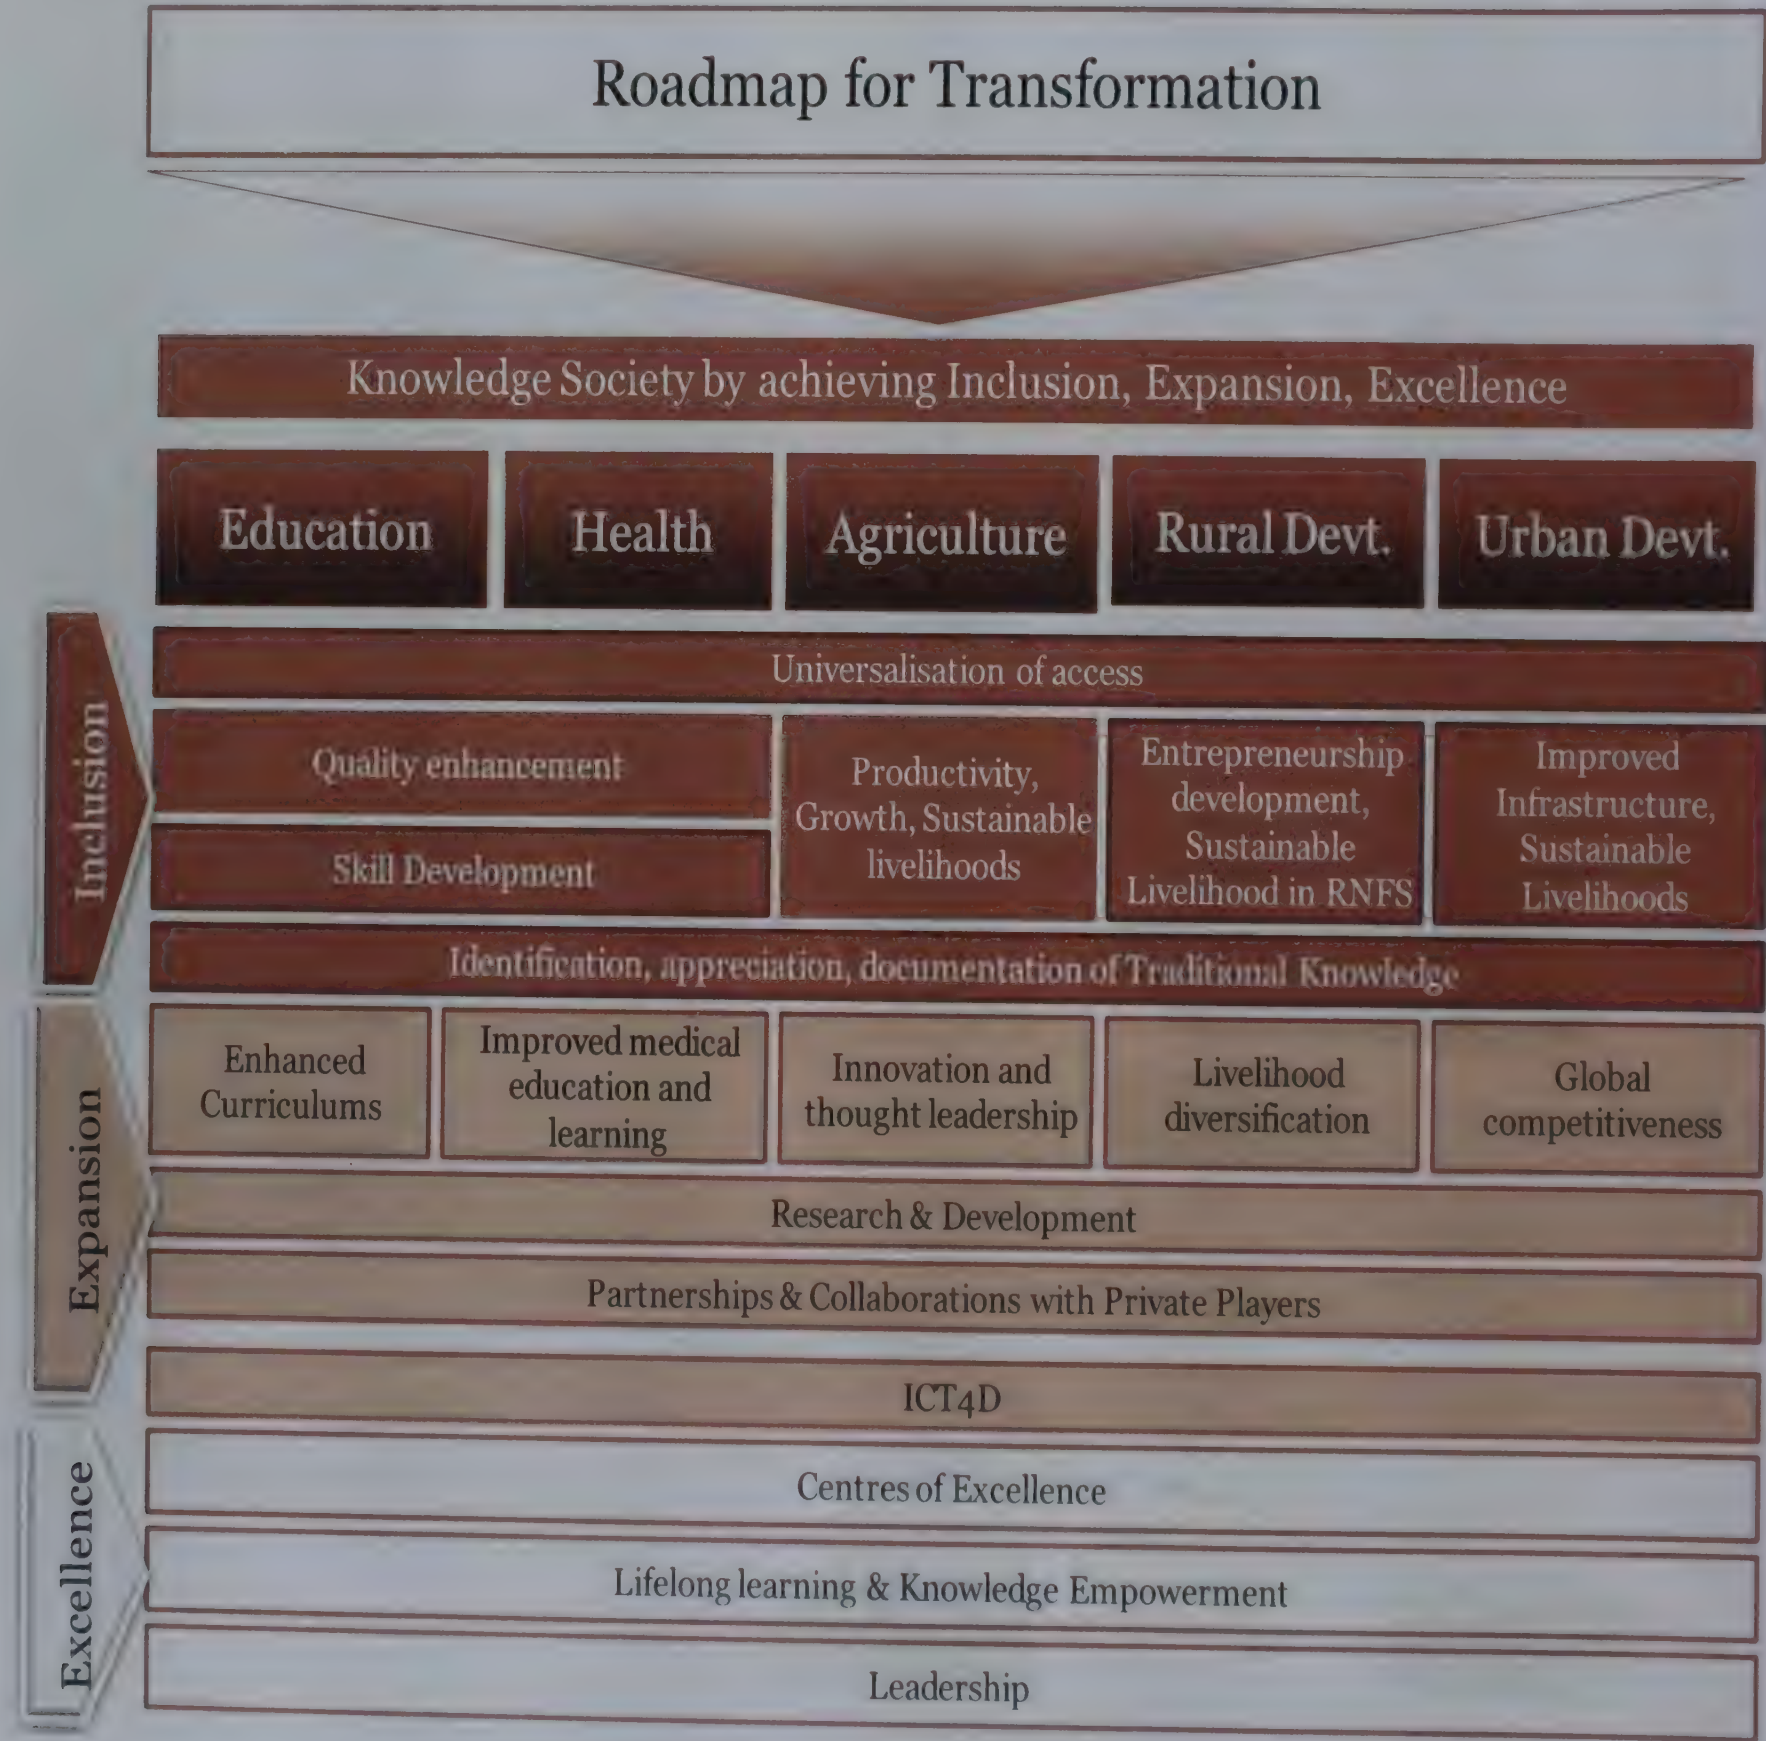 Roadmap for Transformation
Knowledge Society by achieving Inclusion, Expansion, Excellence
Education
Health
Agriculture
Rural Devt.
Urban Devt.
Inclusion
Universalisation of access
Quality enhancement
Skill Development
Productivity,
Growth, Sustainable
livelihoods
Entrepreneurship
development,
Sustainable
Livelihood in RNFS
Improved
Infrastructure,
Sustainable
Livelihoods
Identification, appreciation, documentation of Traditional Knowledge
Expansion
Enhanced
Curriculums
Improved medical
education and
learning
Innovation and
thought leadership
Livelihood
diversification
Global
competitiveness
Research & Development
Partnerships & Collaborations with Private Players
ICT4D
Excellence
Centres of Excellence
Lifelong learning & Knowledge Empowerment
Leadership